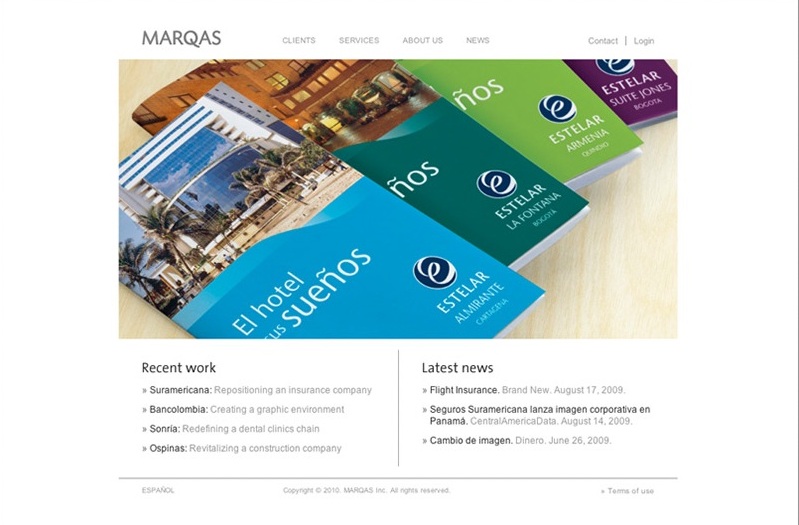 MARQAS
CLIENTS
SERVICES
ABOUT US
NEWS
Contact | Login
ños
ESTELAR
SUITE JONES
BOGOTA
ESTELAR
ARMENIA
QUINDIO
ños
ESTELAR
LA FONTANA
BOGOTA
El hotel
sus sueños
ESTELAR
ALMIRANTE
CARTAGENA
Recent work
» Suramericana: Repositioning an insurance company
» Bancolombia: Creating a graphic environment
» Sonría: Redefining a dental clinics chain
» Ospinas: Revitalizing a construction company
Latest news
» Flight Insurance. Brand New. August 17, 2009.
» Seguros Suramericana lanza imagen corporativa en
Panamá. CentralAmericaData. August 14, 2009.
» Cambio de imagen. Dinero. June 26, 2009.
ESPAÑOL
Copyright © 2010. MARQAS Inc. All rights reserved.
» Terms of use